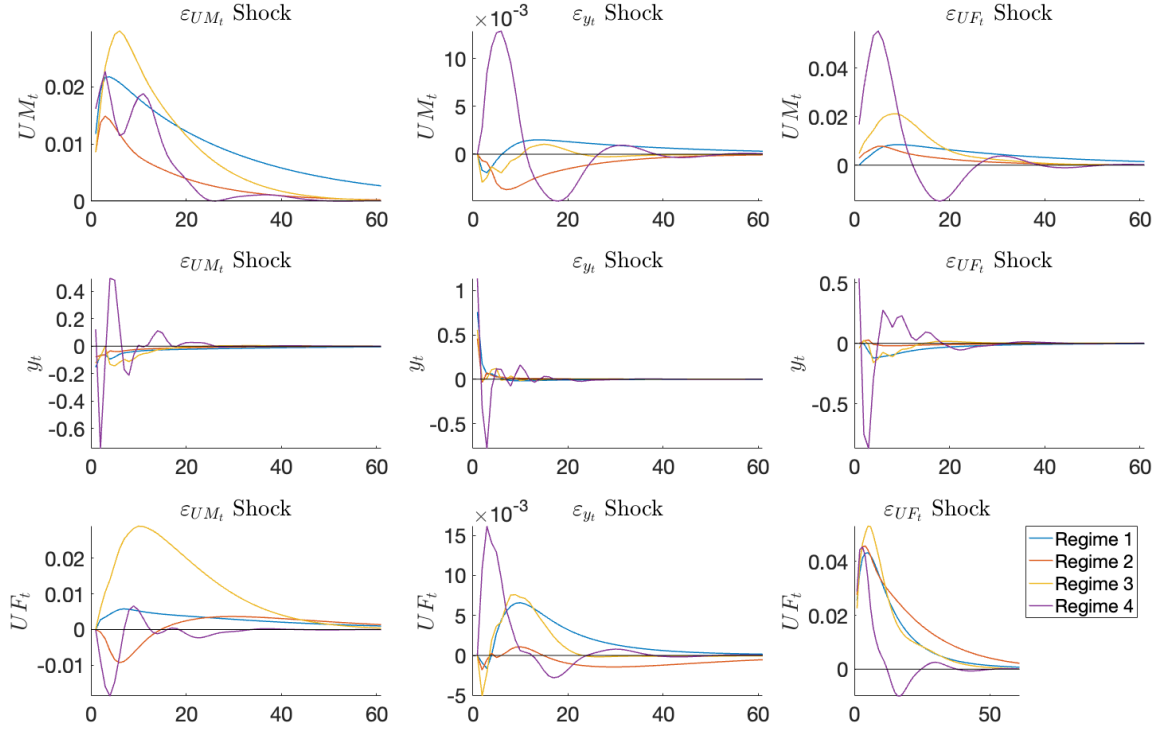 ε_{UM_t} Shock
UM_t
0.02
0.01
0
0 20 40 60
ε_{y_t} Shock
×10^{-3}
UM_t
10
5
0
0 20 40 60
ε_{UF_t} Shock
UM_t
0.04
0.02
0
0 20 40 60
ε_{UM_t} Shock
y_t
0.4
0.2
0
-0.2
-0.4
-0.6
0 20 40 60
ε_{y_t} Shock
y_t
1
0.5
0
-0.5
0 20 40 60
ε_{UF_t} Shock
y_t
0.5
0
-0.5
0 20 40 60
ε_{UM_t} Shock
UF_t
0.02
0.01
0
-0.01
0 20 40 60
ε_{y_t} Shock
×10^{-3}
UF_t
15
10
5
0
-5
0 20 40 60
ε_{UF_t} Shock
UF_t
0.04
0.02
0
0 50
Regime 1
Regime 2
Regime 3
Regime 4